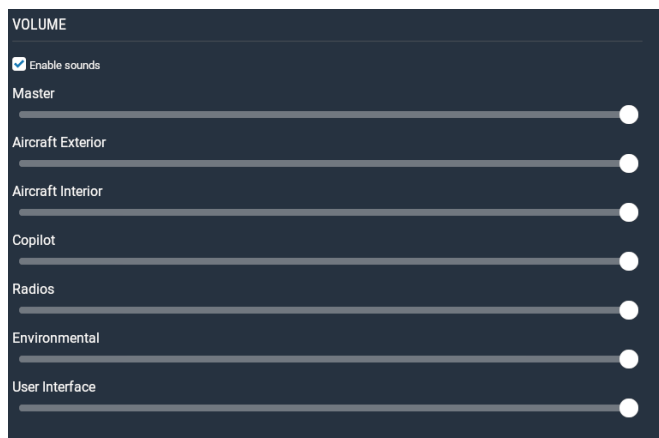 VOLUME
Enable sounds
Master
Aircraft Exterior
Aircraft Interior
Copilot
Radios
Environmental
User Interface